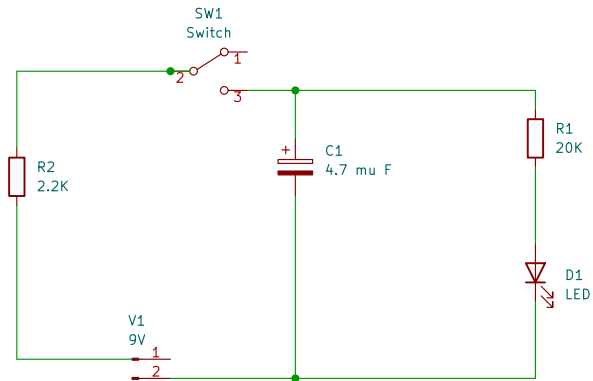 SW1
Switch
1
2
3
R2
2.2K
C1
4.7 mu F
R1
20K
D1
LED
V1
9V
1
2
+